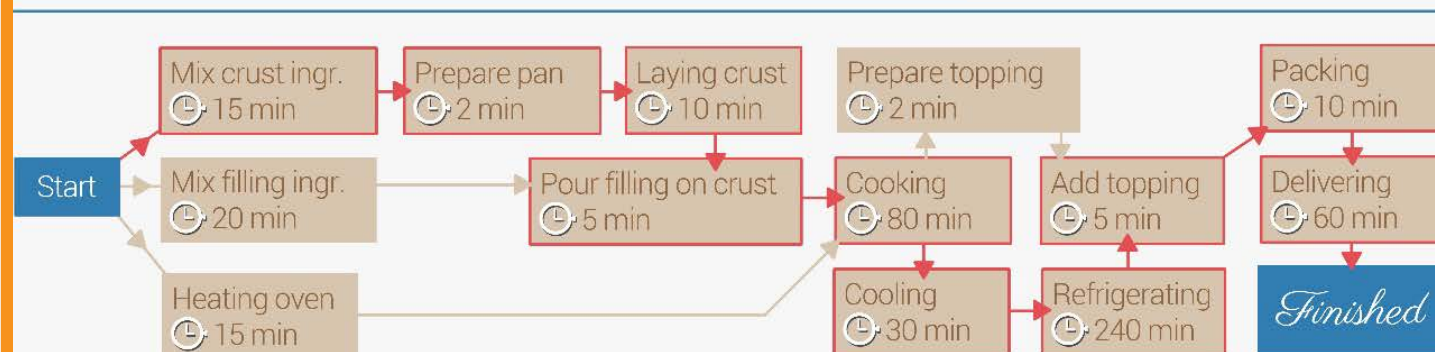 Start
Mix crust ingr.
15 min
Prepare pan
2 min
Laying crust
10 min
Mix filling ingr.
20 min
Pour filling on crust
5 min
Heating oven
15 min
Prepare topping
2 min
Cooking
80 min
Cooling
30 min
Refrigerating
240 min
Add topping
5 min
Packing
10 min
Delivering
60 min
Finished